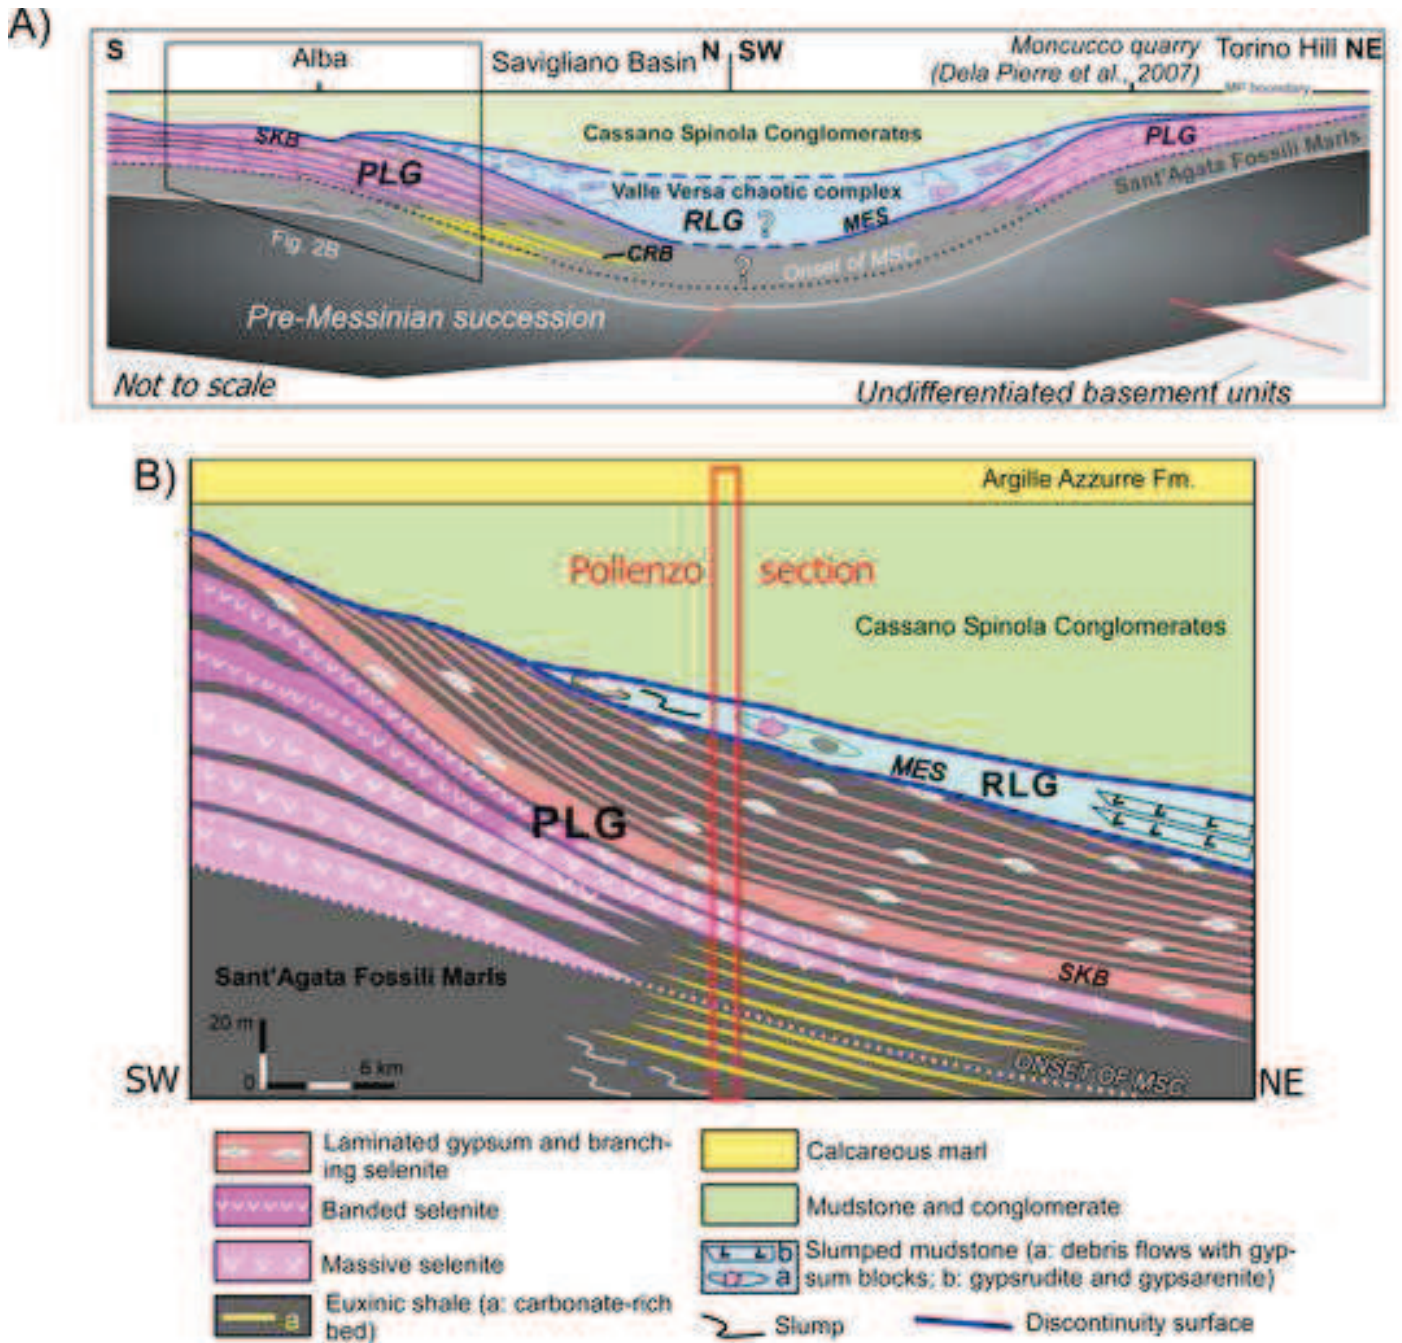 A)
S
Alba
Savigliano Basin
N
SW
Moncucco quarry
(Dela Pierre et al., 2007)
Torino Hill
NE
MP boundary
SKB
PLG
Cassano Spinola Conglomerates
Valle Versa chaotic complex
RLG ?
MES
PLG
Sant'Agata Fossili Marls
Fig. 2B
CRB
?
Onset of MSC
Pre-Messinian succession
Not to scale
Undifferentiated basement units
B)
Argille Azzurre Fm.
Pollenzo section
Cassano Spinola Conglomerates
MES
RLG
PLG
SKB
Sant'Agata Fossili Marls
20 m
0
6 km
ONSET OF MSC
SW
NE
Laminated gypsum and branch-
ing selenite
Banded selenite
Massive selenite
a
Euxinic shale (a: carbonate-rich
bed)
Calcareous marl
Mudstone and conglomerate
b
a
Slumped mudstone (a: debris flows with gyp-
sum blocks; b: gypsrudite and gypsarenite)
Slump
Discontinuity surface